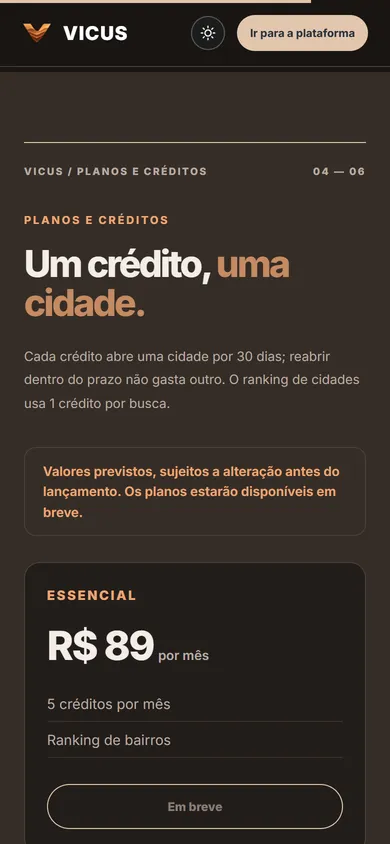 VICUS
Ir para a plataforma
VICUS / PLANOS E CRÉDITOS
04 — 06
PLANOS E CRÉDITOS
Um crédito, uma
cidade.
Cada crédito abre uma cidade por 30 dias; reabrir
dentro do prazo não gasta outro. O ranking de cidades
usa 1 crédito por busca.
Valores previstos, sujeitos a alteração antes do
lançamento. Os planos estarão disponíveis em
breve.
ESSENCIAL
R$ 89 por mês
5 créditos por mês
Ranking de bairros
Em breve